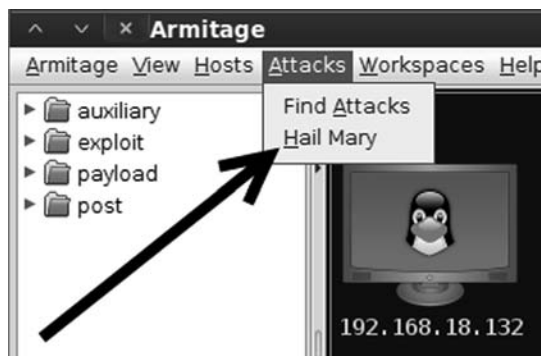 Armitage
Armitage View Hosts Attacks Workspaces Help
auxiliary
exploit
payload
post
Find Attacks
Hail Mary
192.168.18.132